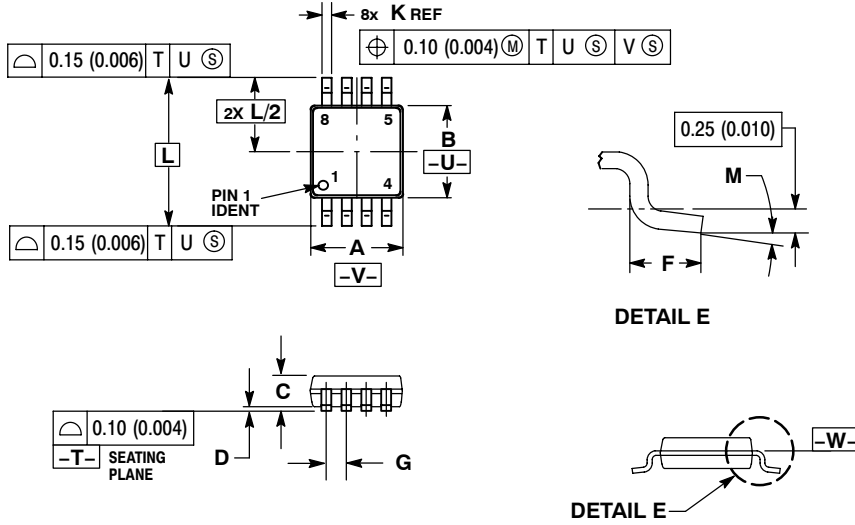 8x K REF
⌖ 0.10 (0.004) Ⓜ T U Ⓢ V Ⓢ
⌓ 0.15 (0.006) T U Ⓢ
2X L/2
8 5
B
–U–
L
1 4
PIN 1
IDENT
⌓ 0.15 (0.006) T U Ⓢ
A
–V–
0.25 (0.010)
M
F
DETAIL E
C
⌓ 0.10 (0.004)
–T– SEATING
PLANE
D
G
–W–
DETAIL E